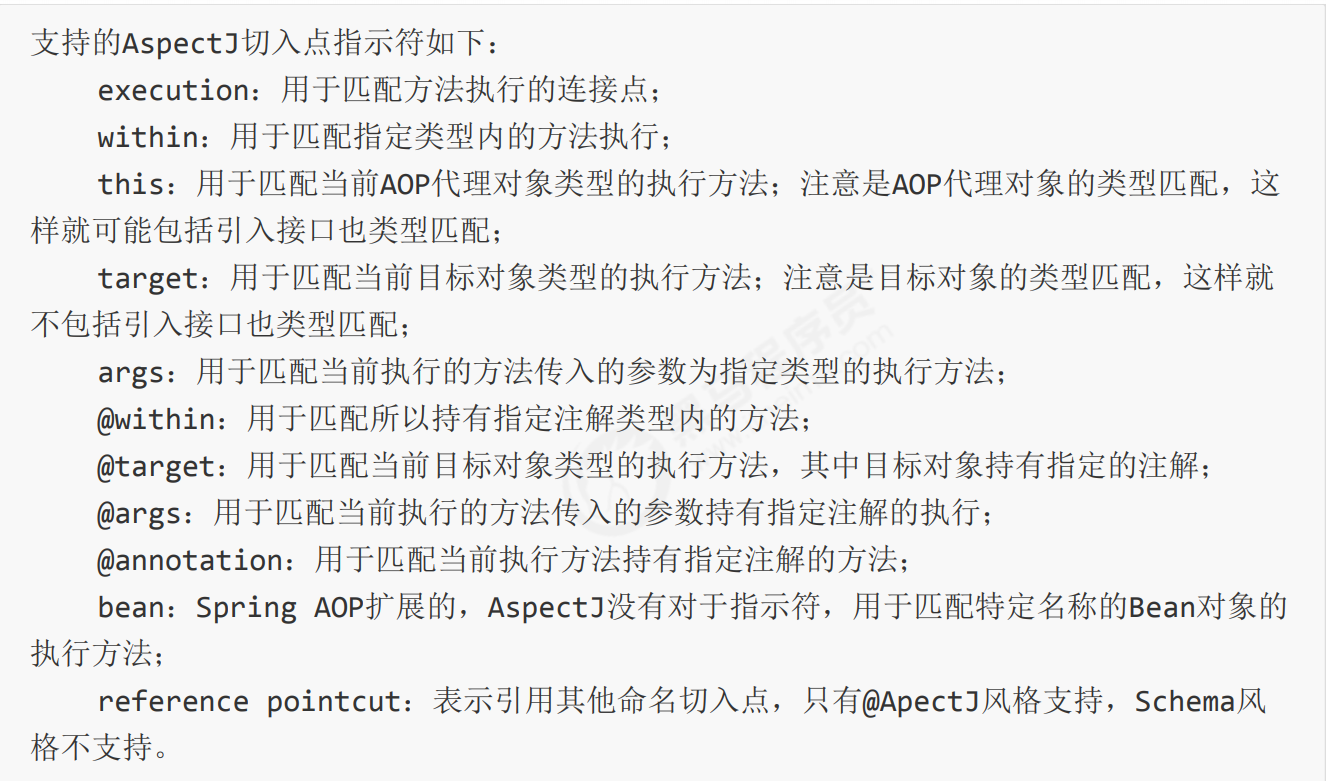 支持的AspectJ切入点指示符如下：
execution：用于匹配方法执行的连接点；
within：用于匹配指定类型内的方法执行；
this：用于匹配当前AOP代理对象类型的执行方法；注意是AOP代理对象的类型匹配，这
样就可能包括引入接口也类型匹配；
target：用于匹配当前目标对象类型的执行方法；注意是目标对象的类型匹配，这样就
不包括引入接口也类型匹配；
args：用于匹配当前执行的方法传入的参数为指定类型的执行方法；
@within：用于匹配所以持有指定注解类型内的方法；
@target：用于匹配当前目标对象类型的执行方法，其中目标对象持有指定的注解；
@args：用于匹配当前执行的方法传入的参数持有指定注解的执行；
@annotation：用于匹配当前执行方法持有指定注解的方法；
bean：Spring AOP扩展的，AspectJ没有对于指示符，用于匹配特定名称的Bean对象的
执行方法；
reference pointcut：表示引用其他命名切入点，只有@ApectJ风格支持，Schema风
格不支持。